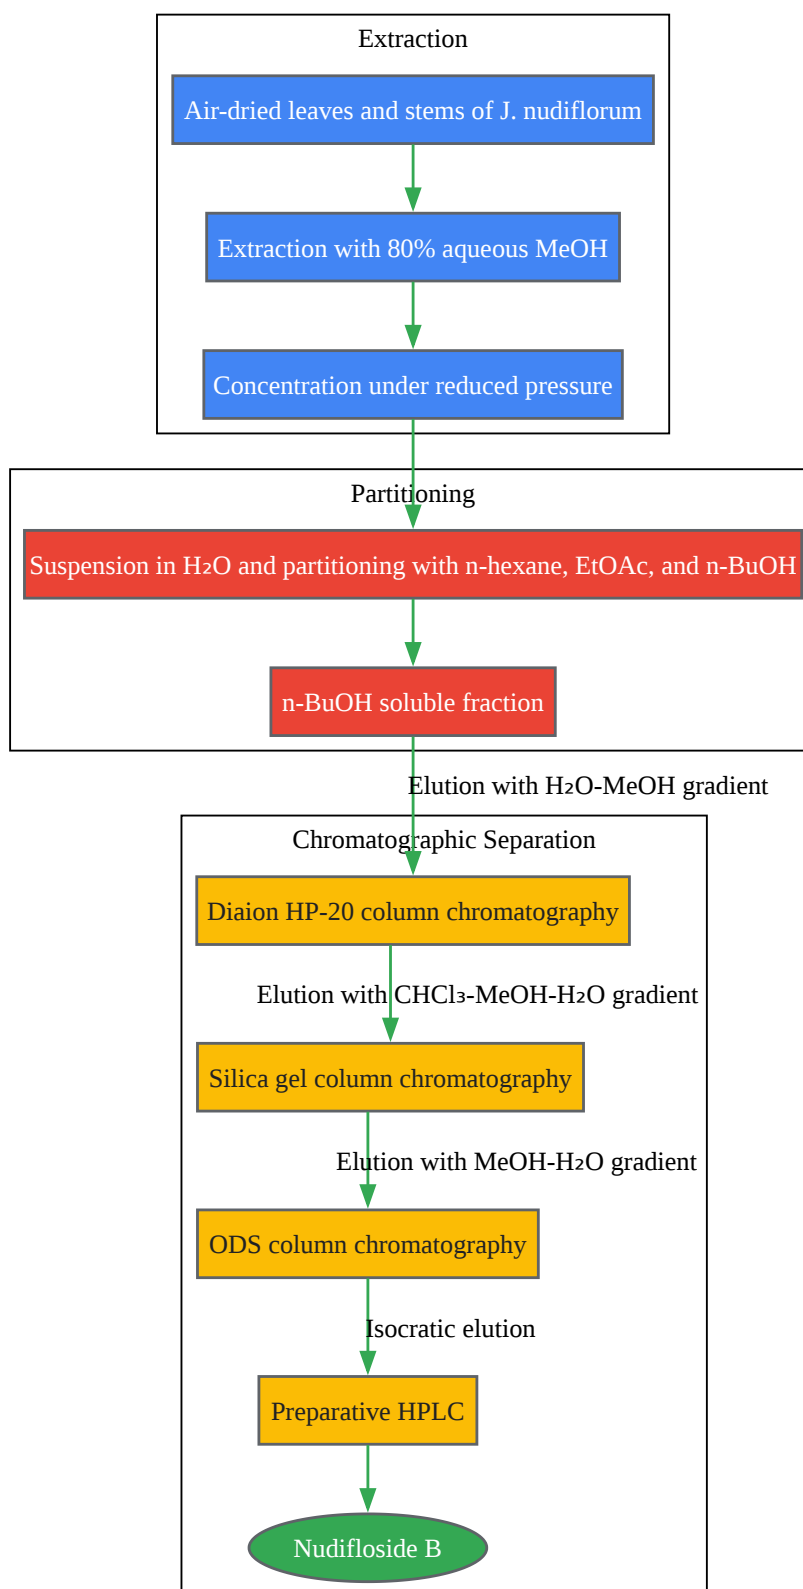 Extraction
Air-dried leaves and stems of J. nudiflorum
Extraction with 80% aqueous MeOH
Concentration under reduced pressure
Partitioning
Suspension in H₂O and partitioning with n-hexane, EtOAc, and n-BuOH
n-BuOH soluble fraction
Elution with H₂O-MeOH gradient
Chromatographic Separation
Diaion HP-20 column chromatography
Elution with CHCl₃-MeOH-H₂O gradient
Silica gel column chromatography
Elution with MeOH-H₂O gradient
ODS column chromatography
Isocratic elution
Preparative HPLC
Nudifloside B